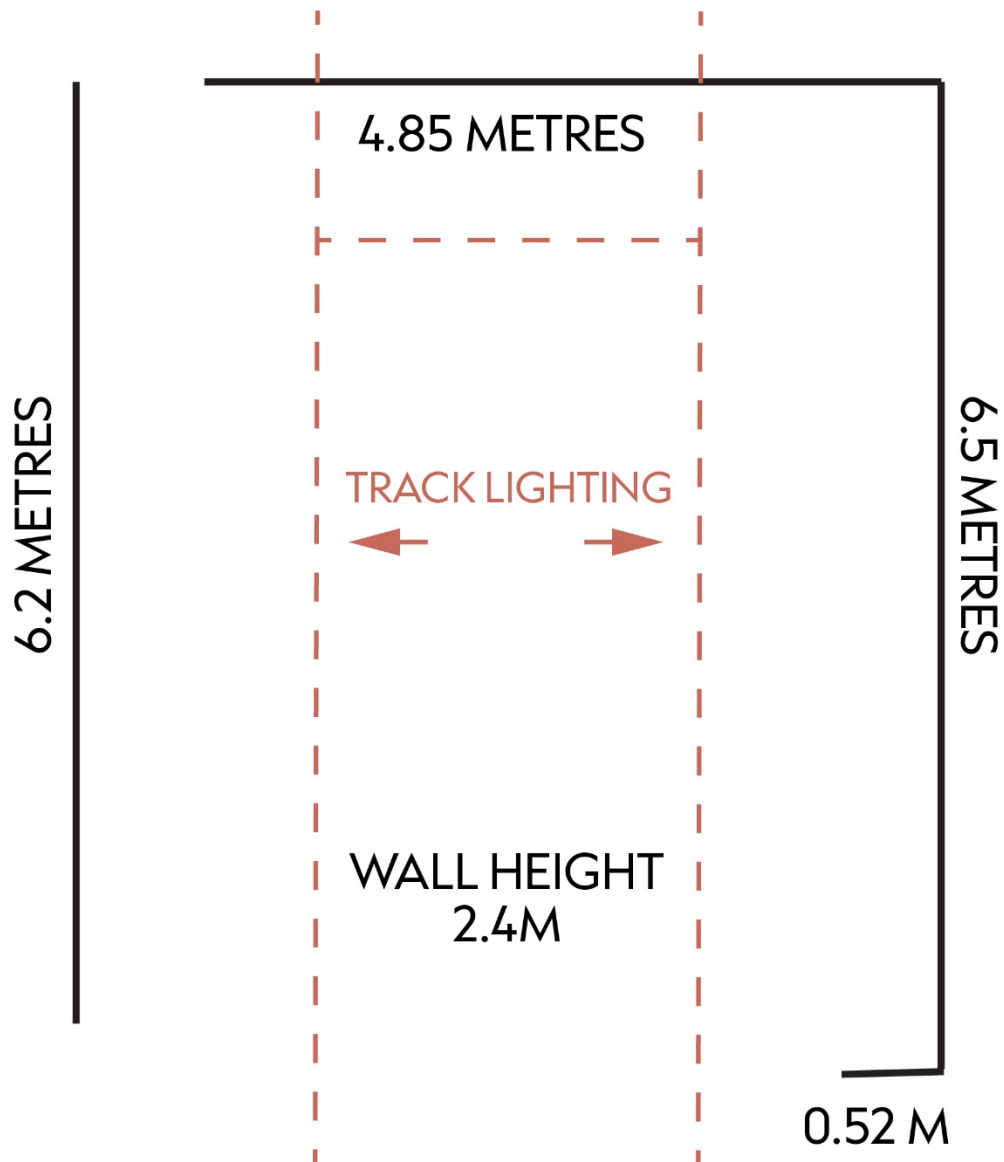 4.85 METRES
6.2 METRES
6.5 METRES
TRACK LIGHTING
WALL HEIGHT
2.4M
0.52 M